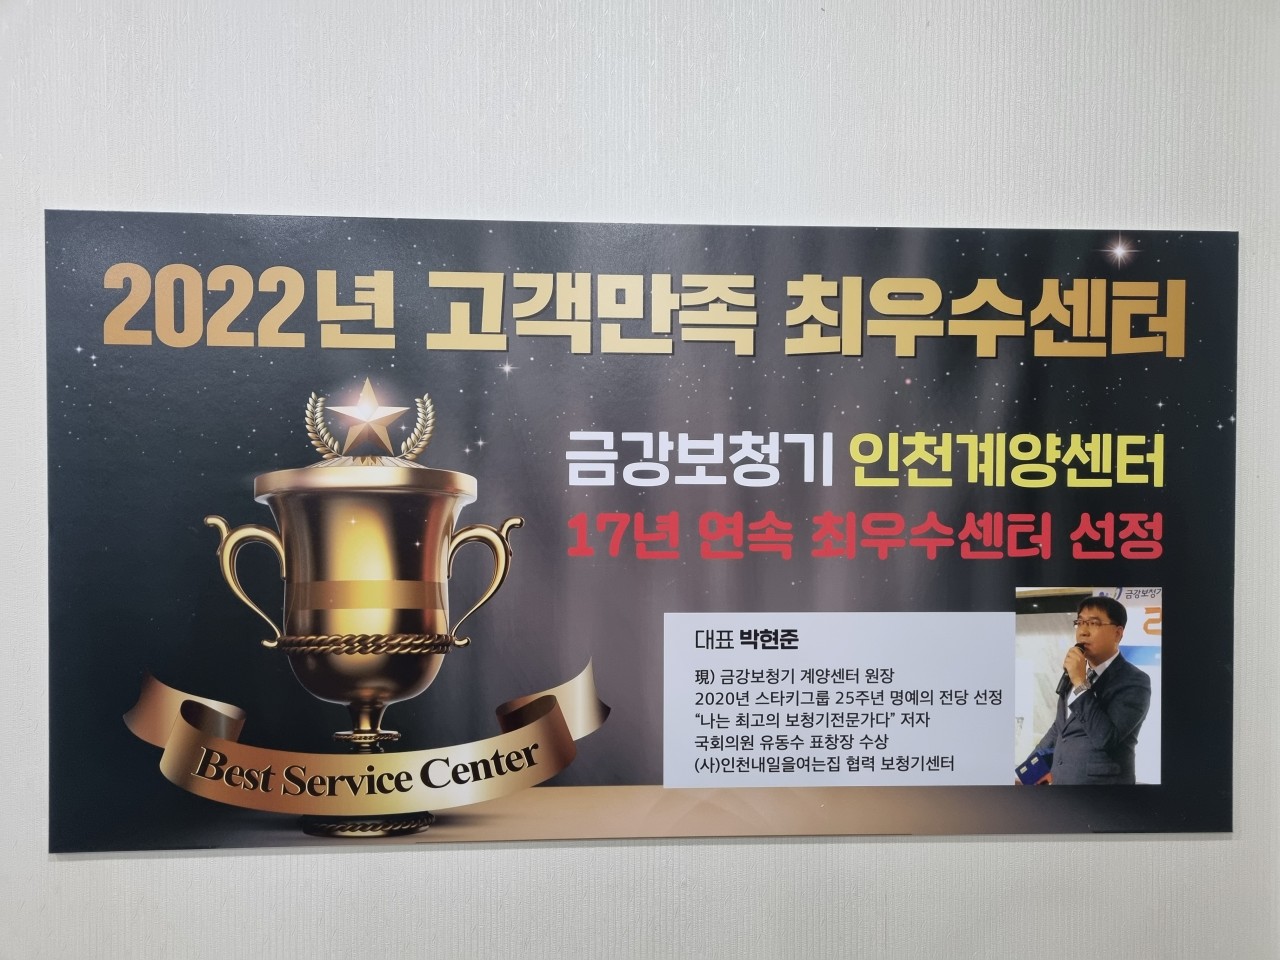 2022년 고객만족 최우수센터
금강보청기 인천계양센터
17년 연속 최우수센터 선정
Best Service Center
대표 박현준
現) 금강보청기 계양센터 원장
2020년 스타키그룹 25주년 명예의 전당 선정
“나는 최고의 보청기전문가다” 저자
국회의원 유동수 표창장 수상
(사)인천내일을여는집 협력 보청기센터
금강보청기